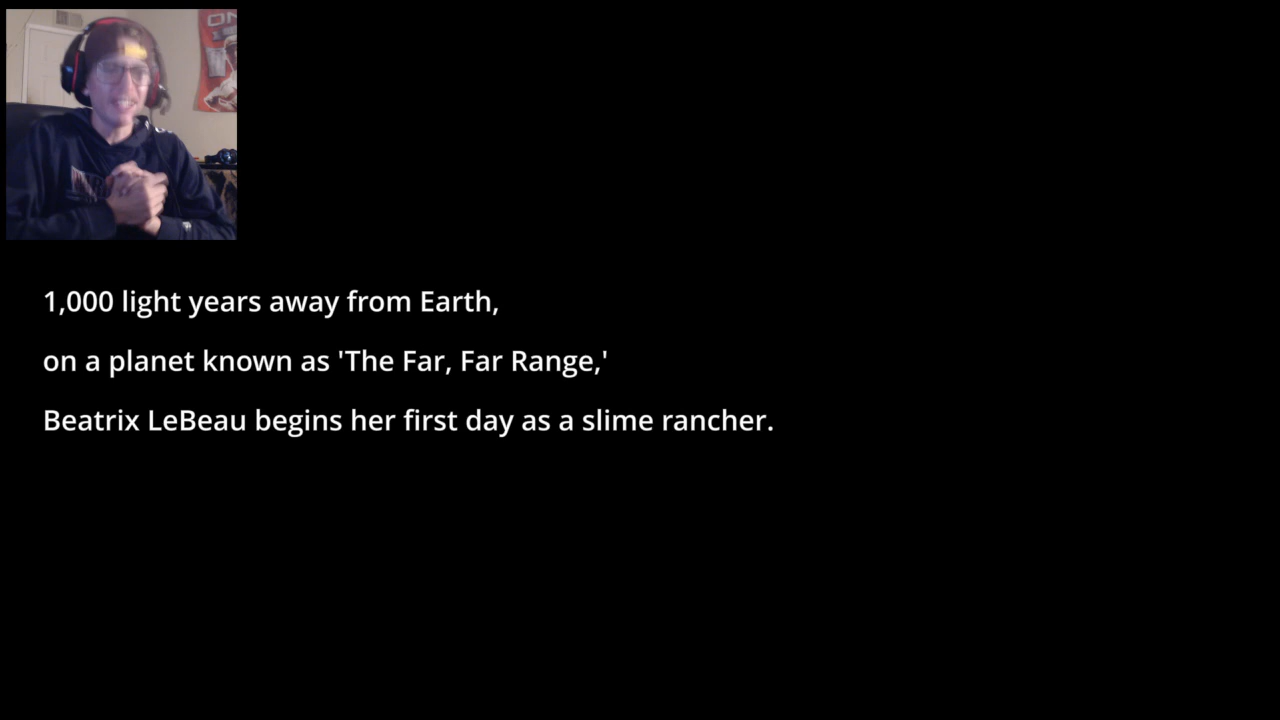 ON
1,000 light years away from Earth,
on a planet known as 'The Far, Far Range,'
Beatrix LeBeau begins her first day as a slime rancher.